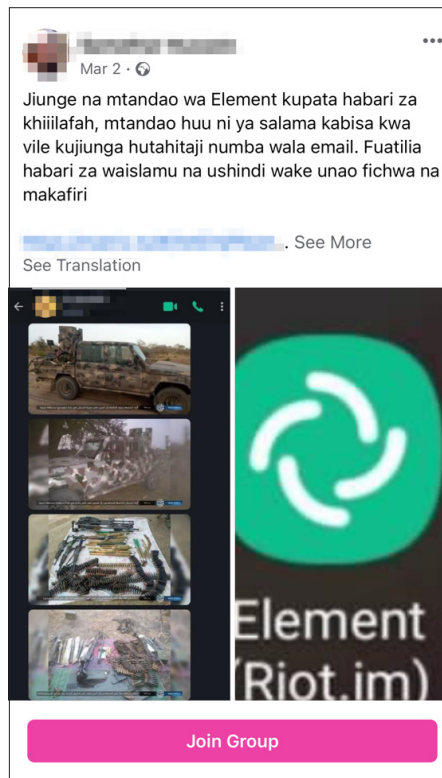 Mar 2 ·
Jiunge na mtandao wa Element kupata habari za
khiiilafah, mtandao huu ni ya salama kabisa kwa
vile kujiunga hutahitaji numba wala email. Fuatilia
habari za waislamu na ushindi wake unao fichwa na
makafiri
. See More
See Translation
Element
(Riot.im)
Join Group